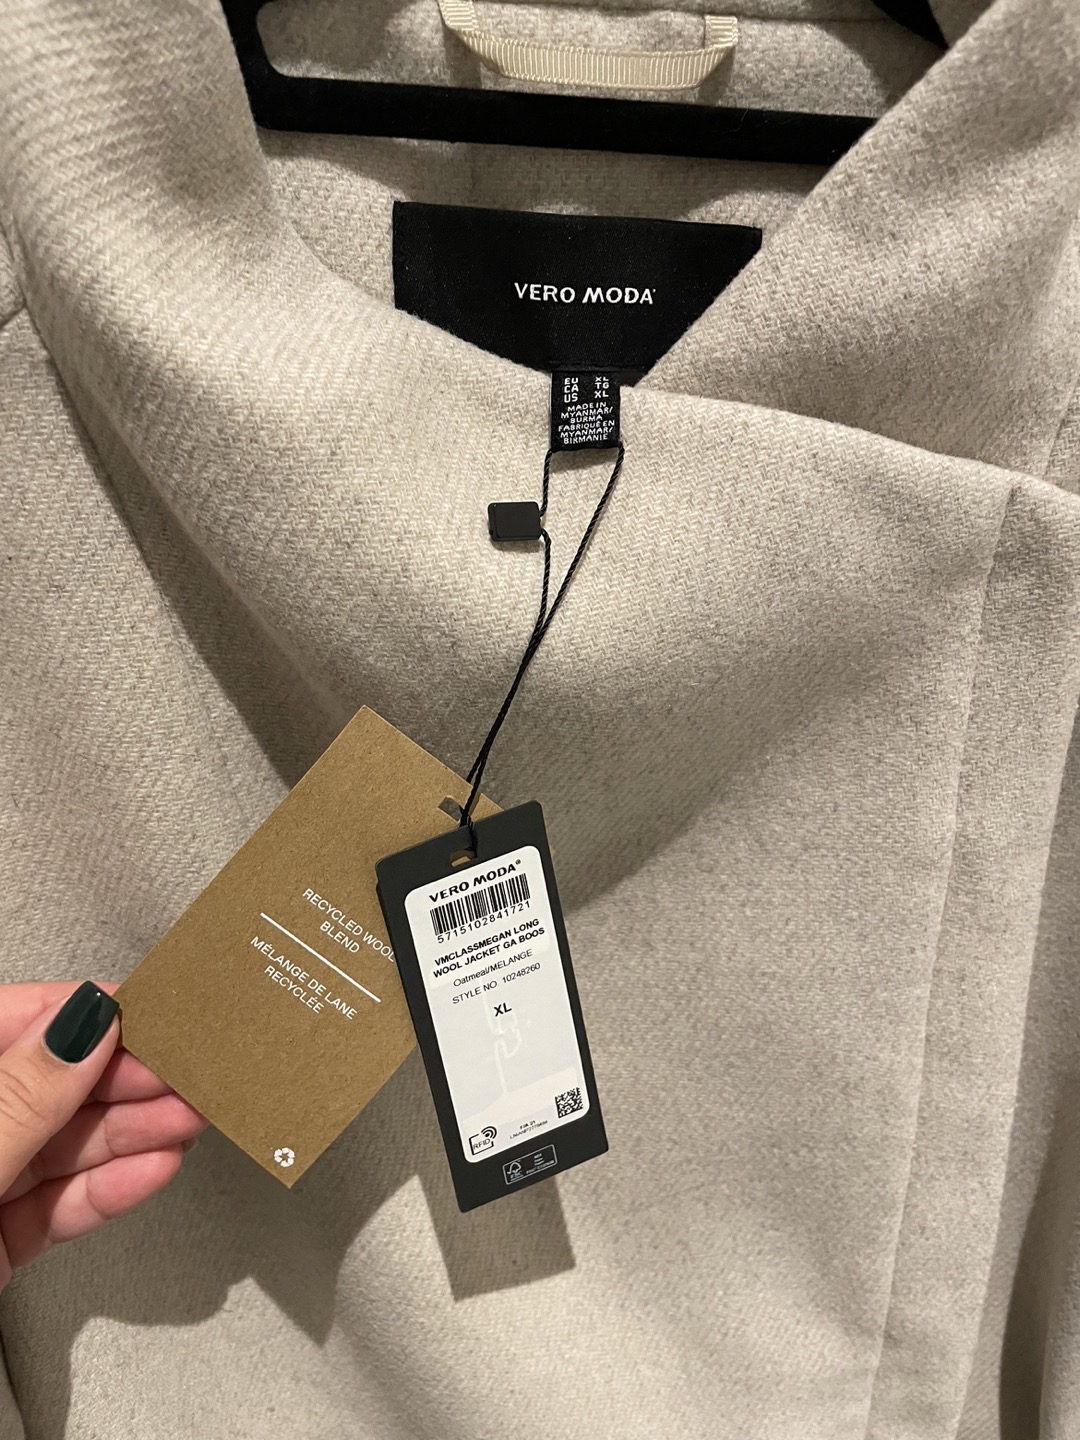 VERO MODA
EU XL
CA TG
US XL
MADE IN
MYANMAR/
BURMA
FABRIQUÉ EN
MYANMAR/
BIRMANIE
RECYCLED WOOL
BLEND
MÉLANGE DE LANE
RECYCLÉE
VERO MODA®
5715102841721
VMCLASSMEGAN LONG
WOOL JACKET GA BOOS
Oatmeal/MELANGE
STYLE NO 10248260
XL
RFID
FSC